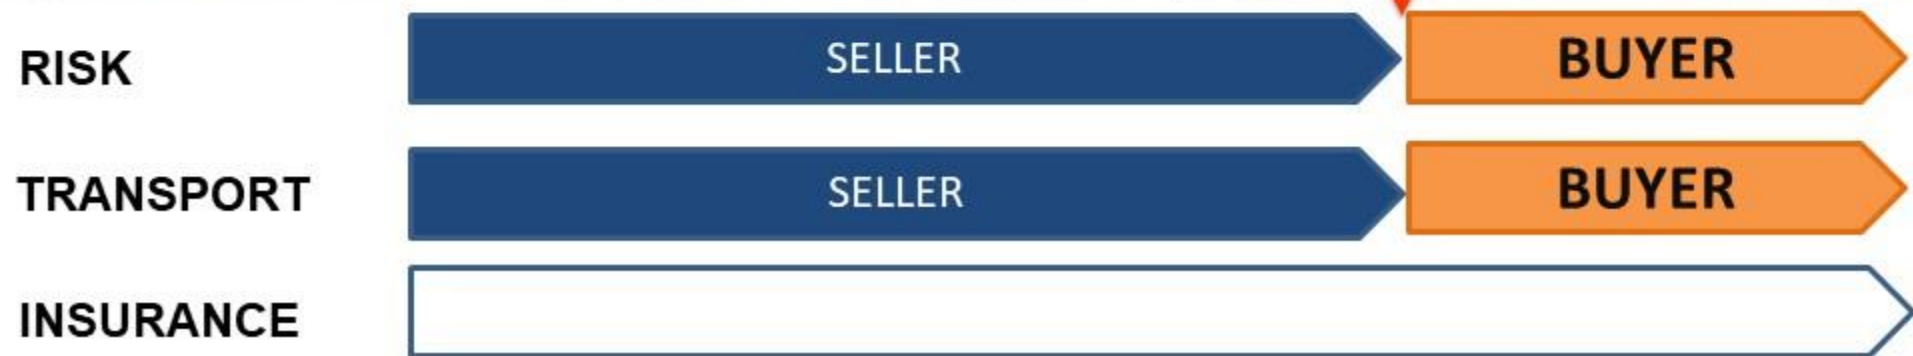 RISK SELLER BUYER
TRANSPORT SELLER BUYER
INSURANCE